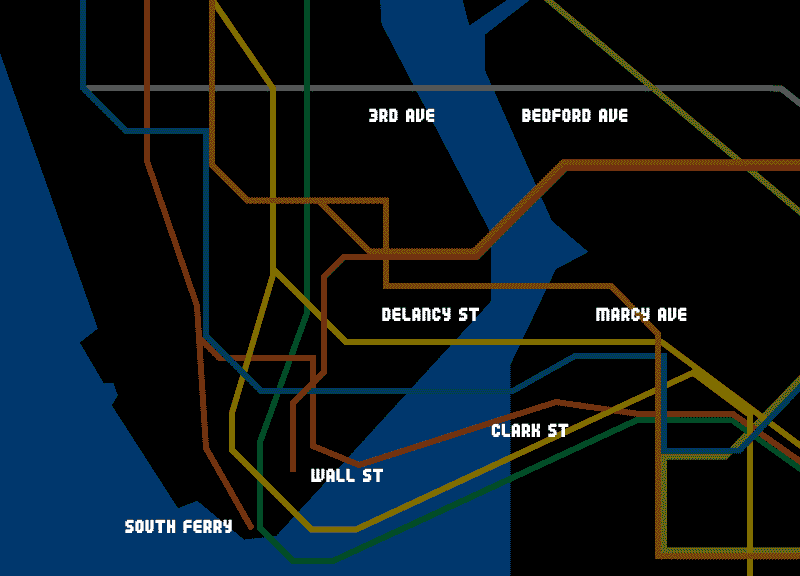 3RD AVE
BEDFORD AVE
DELANCY ST
MARCY AVE
CLARK ST
WALL ST
SOUTH FERRY